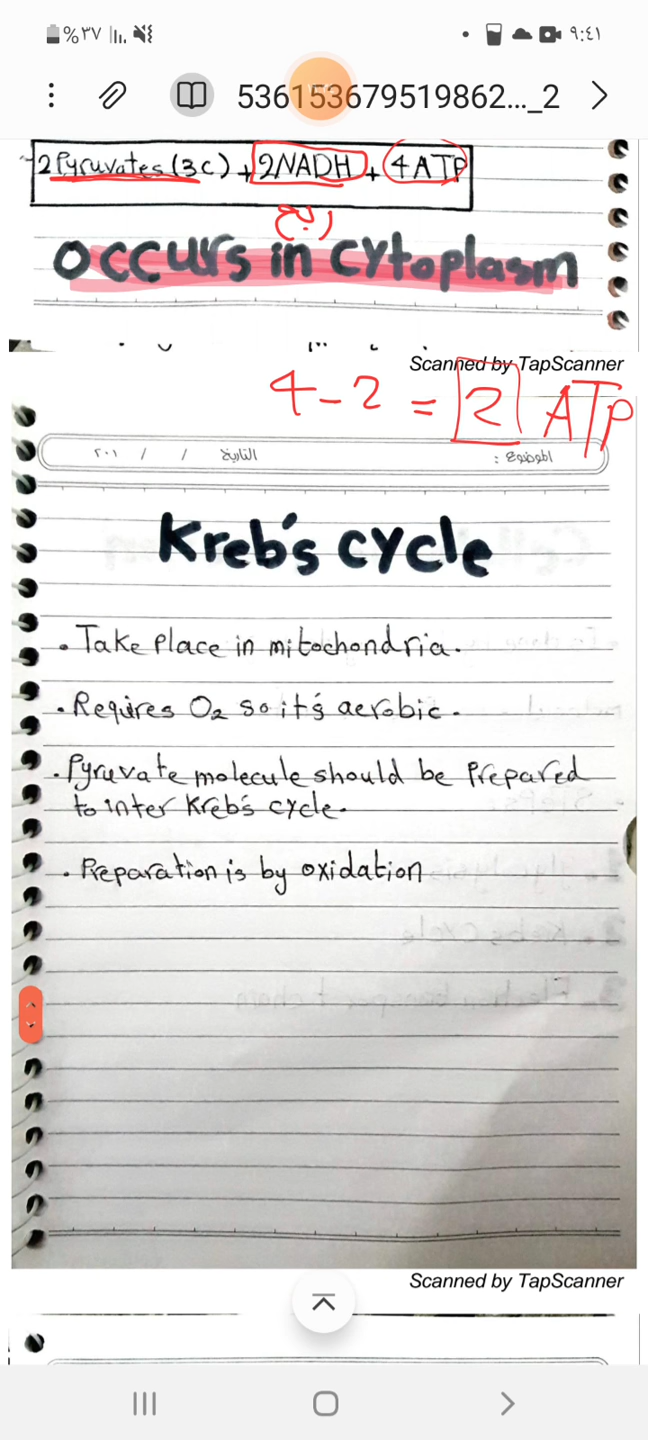 %٣٧
٩:٤١
536153679519862..._2
2 Pyruvates (3c) + 2NADH + 4ATP
ربح
occurs in cytoplasm
Scanned by TapScanner
4 - 2 = 2 ATP
٢٠١ / / التاريخ
الموضوع :
Kreb's cycle
. Take Place in mitochondria.
. Requires O2 so it's aerobic.
. Pyruvate molecule should be Prepared
to inter Kreb's cycle.
. Preparation is by oxidation
Scanned by TapScanner